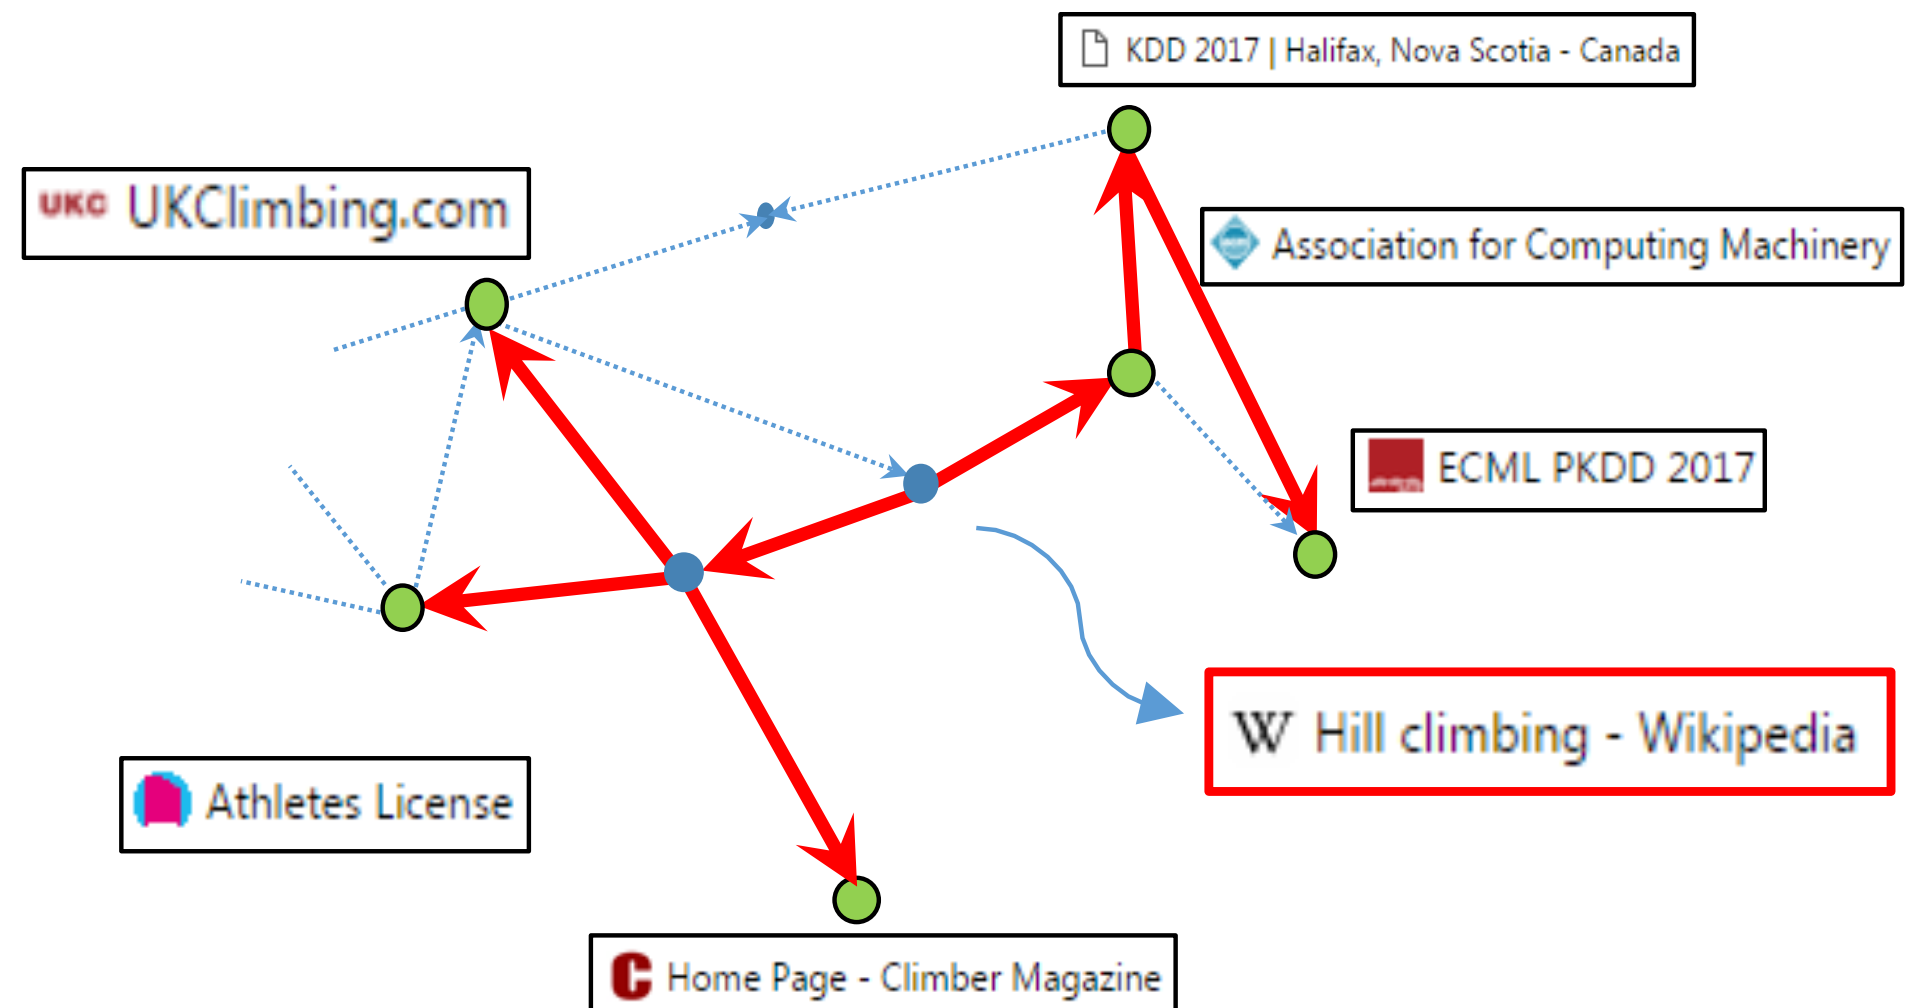 KDD 2017 | Halifax, Nova Scotia - Canada
UKC UKClimbing.com
Association for Computing Machinery
ECML PKDD 2017
W Hill climbing - Wikipedia
Athletes License
C Home Page - Climber Magazine